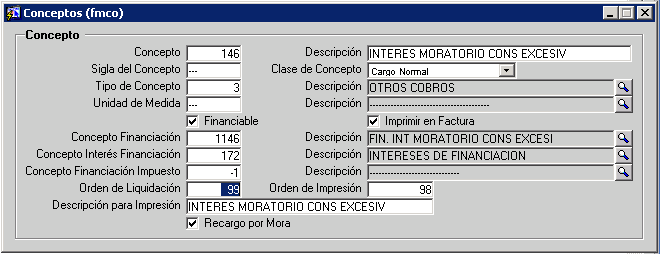 Conceptos (fmco)
Concepto
Concepto 146 Descripción INTERES MORATORIO CONS EXCESIV
Sigla del Concepto --- Clase de Concepto Cargo Normal
Tipo de Concepto 3 Descripción OTROS COBROS
Unidad de Medida --- Descripción ----------------------------------------
Financiable Imprimir en Factura
Concepto Financiación 1146 Descripción FIN. INT MORATORIO CONS EXCESI
Concepto Interés Financiación 172 Descripción INTERESES DE FINANCIACION
Concepto Financiación Impuesto -1 Descripción ------------------------------
Orden de Liquidación 99 Orden de Impresión 98
Descripción para Impresión INTERES MORATORIO CONS EXCESIV
Recargo por Mora